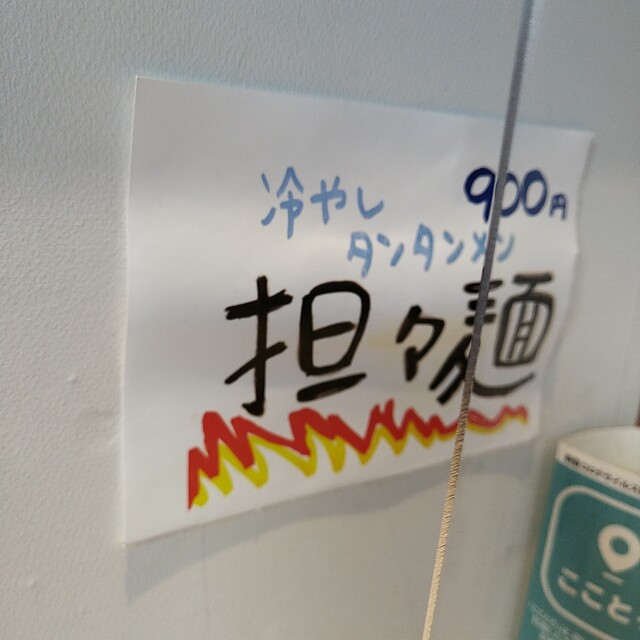 冷やし 900円
タンタンメン
担々麺
ここと